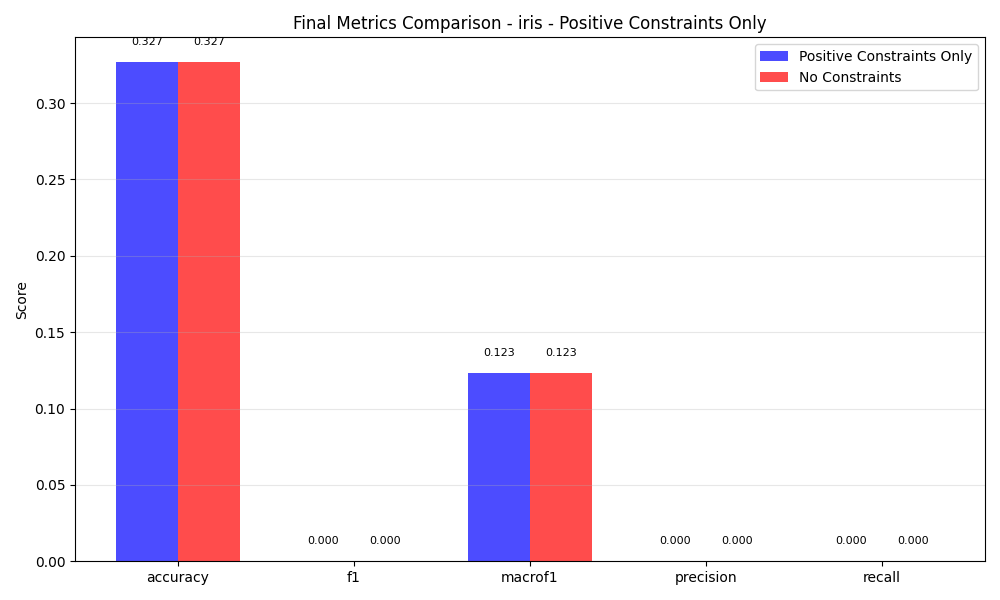 Final Metrics Comparison - iris - Positive Constraints Only
0.327 0.327
Positive Constraints Only
No Constraints
0.30
0.25
0.20
Score
0.15
0.123 0.123
0.10
0.05
0.000 0.000 0.000 0.000 0.000 0.000
0.00
accuracy f1 macrof1 precision recall